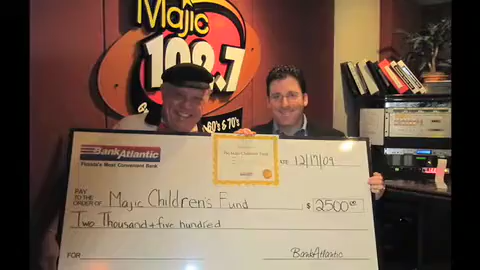 Majic
102.7
60's & 70's
BankAtlantic
Florida's Most Convenient Bank
DATE 12/17/09
PAY
TO THE
ORDER OF Majic Children's Fund $ 2500 00
Two Thousand + five hundred
FOR BankAtlantic